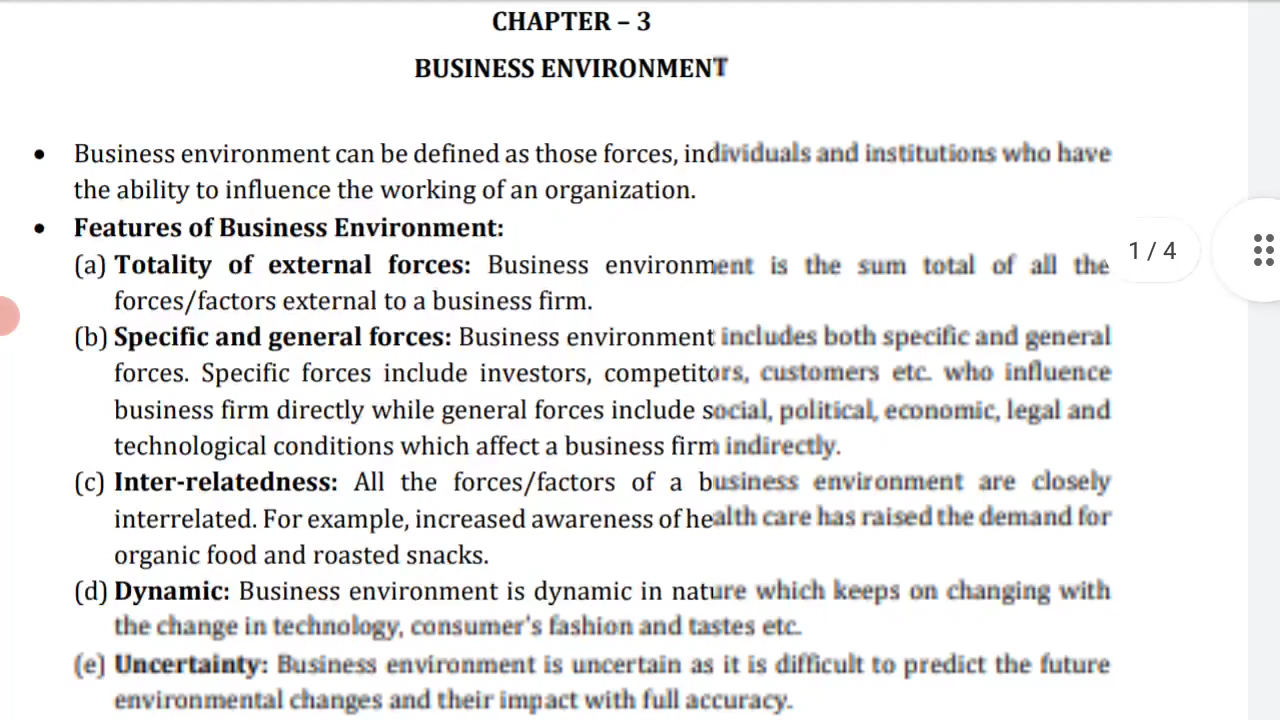 CHAPTER – 3
BUSINESS ENVIRONMENT
• Business environment can be defined as those forces, individuals and institutions who have
the ability to influence the working of an organization.
• Features of Business Environment:
(a) Totality of external forces: Business environment is the sum total of all the
forces/factors external to a business firm.
1 / 4
(b) Specific and general forces: Business environment includes both specific and general
forces. Specific forces include investors, competitors, customers etc. who influence
business firm directly while general forces include social, political, economic, legal and
technological conditions which affect a business firm indirectly.
(c) Inter-relatedness: All the forces/factors of a business environment are closely
interrelated. For example, increased awareness of health care has raised the demand for
organic food and roasted snacks.
(d) Dynamic: Business environment is dynamic in nature which keeps on changing with
the change in technology, consumer's fashion and tastes etc.
(e) Uncertainty: Business environment is uncertain as it is difficult to predict the future
environmental changes and their impact with full accuracy.